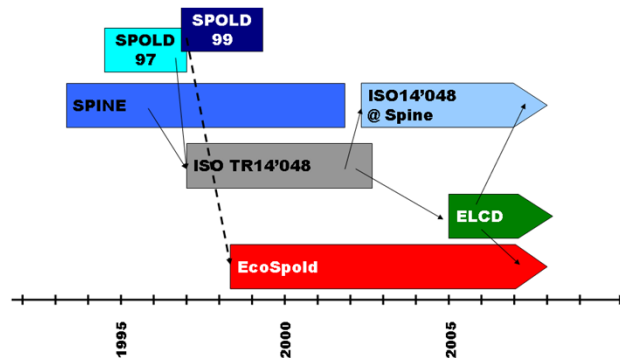 SPOLD
99
SPOLD
97
SPINE
ISO14'048
@ Spine
ISO TR14'048
ELCD
EcoSpold
1995
2000
2005